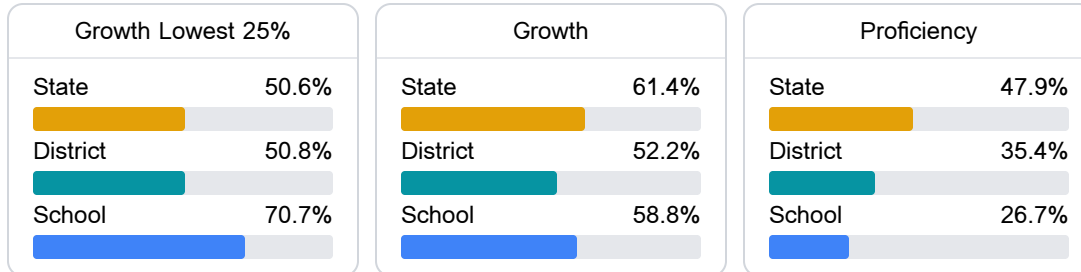 Growth Lowest 25%
State 50.6%
District 50.8%
School 70.7%
Growth
State 61.4%
District 52.2%
School 58.8%
Proficiency
State 47.9%
District 35.4%
School 26.7%